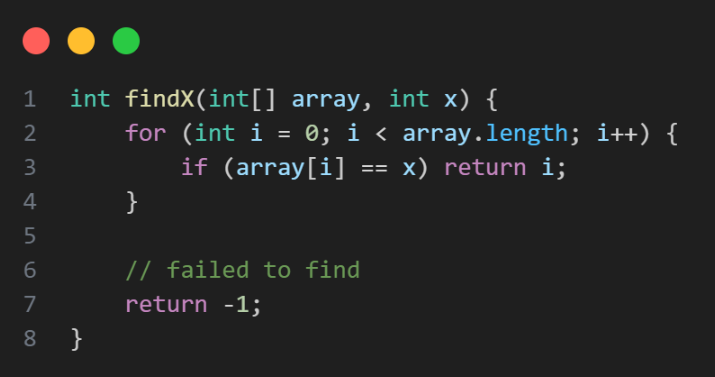 1 int findX(int[] array, int x) {
2     for (int i = 0; i < array.length; i++) {
3         if (array[i] == x) return i;
4     }
5
6     // failed to find
7     return -1;
8 }